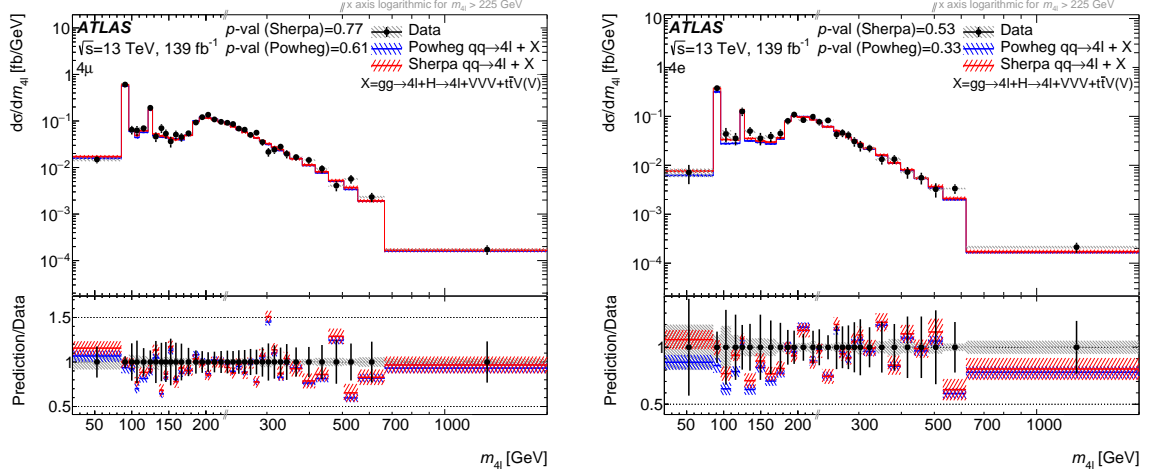 // x axis logarithmic for m4l > 225 GeV
ATLAS
√s=13 TeV, 139 fb⁻¹
4μ
p-val (Sherpa)=0.77
p-val (Powheg)=0.61
Data
Powheg qq→4l + X
Sherpa qq→4l + X
X=gg→4l+H→4l+VVV+tt̄V(V)
dσ/dm4l [fb/GeV]
10
1
10⁻¹
10⁻²
10⁻³
10⁻⁴
Prediction/Data
1.5
1
0.5
50 100 150 200 300 400 500 1000
m4l [GeV]
// x axis logarithmic for m4l > 225 GeV
ATLAS
√s=13 TeV, 139 fb⁻¹
4e
p-val (Sherpa)=0.53
p-val (Powheg)=0.33
Data
Powheg qq→4l + X
Sherpa qq→4l + X
X=gg→4l+H→4l+VVV+tt̄V(V)
dσ/dm4l [fb/GeV]
10
1
10⁻¹
10⁻²
10⁻³
10⁻⁴
Prediction/Data
1
0.5
50 100 150 200 300 400 500 1000
m4l [GeV]